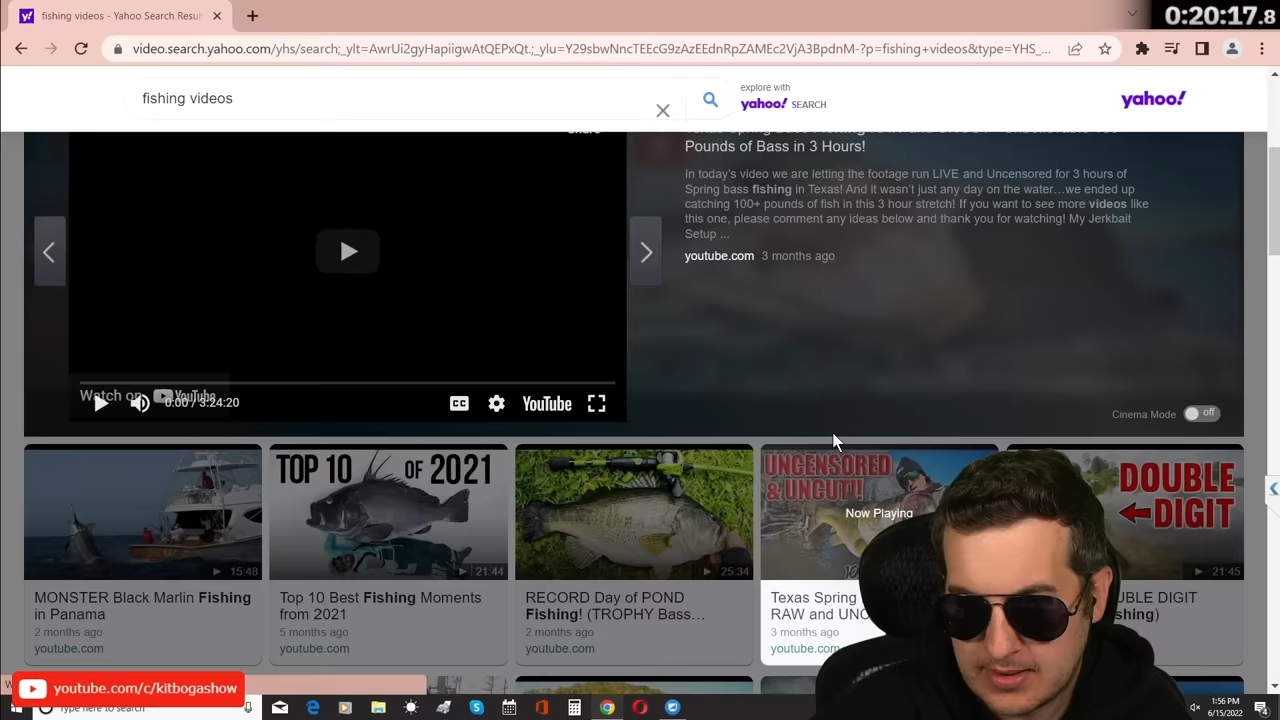 fishing videos - Yahoo Search Resul
0:20:17.8
video.search.yahoo.com/yhs/search;_ylt=AwrUi2gyHapiigwAtQEPxQt.;_ylu=Y29sbwNncTEEcG9zAzEEdnRpZAMEc2VjA3BpdnM-?p=fishing+videos&type=YHS_...
fishing videos
explore with
yahoo! SEARCH
yahoo!
Pounds of Bass in 3 Hours!
In today's video we are letting the footage run LIVE and Uncensored for 3 hours of
Spring bass fishing in Texas! And it wasn't just any day on the water…we ended up
catching 100+ pounds of fish in this 3 hour stretch! If you want to see more videos like
this one, please comment any ideas below and thank you for watching! My Jerkbait
Setup ...
youtube.com 3 months ago
Watch on YouTube
0:00 / 3:24:20
CC
YouTube
Cinema Mode off
TOP 10 OF 2021
UNCENSORED
& UNCUT!!
DOUBLE
DIGIT
Now Playing
15:48
21:44
25:34
21:45
MONSTER Black Marlin Fishing
in Panama
2 months ago
youtube.com
Top 10 Best Fishing Moments
from 2021
5 months ago
youtube.com
RECORD Day of POND
Fishing! (TROPHY Bass...
2 months ago
youtube.com
Texas Spring
RAW and UNC
3 months ago
youtube.com
UBLE DIGIT
shing)
youtube.com/c/kitbogashow
Type here to search
1:56 PM
6/15/2022
4